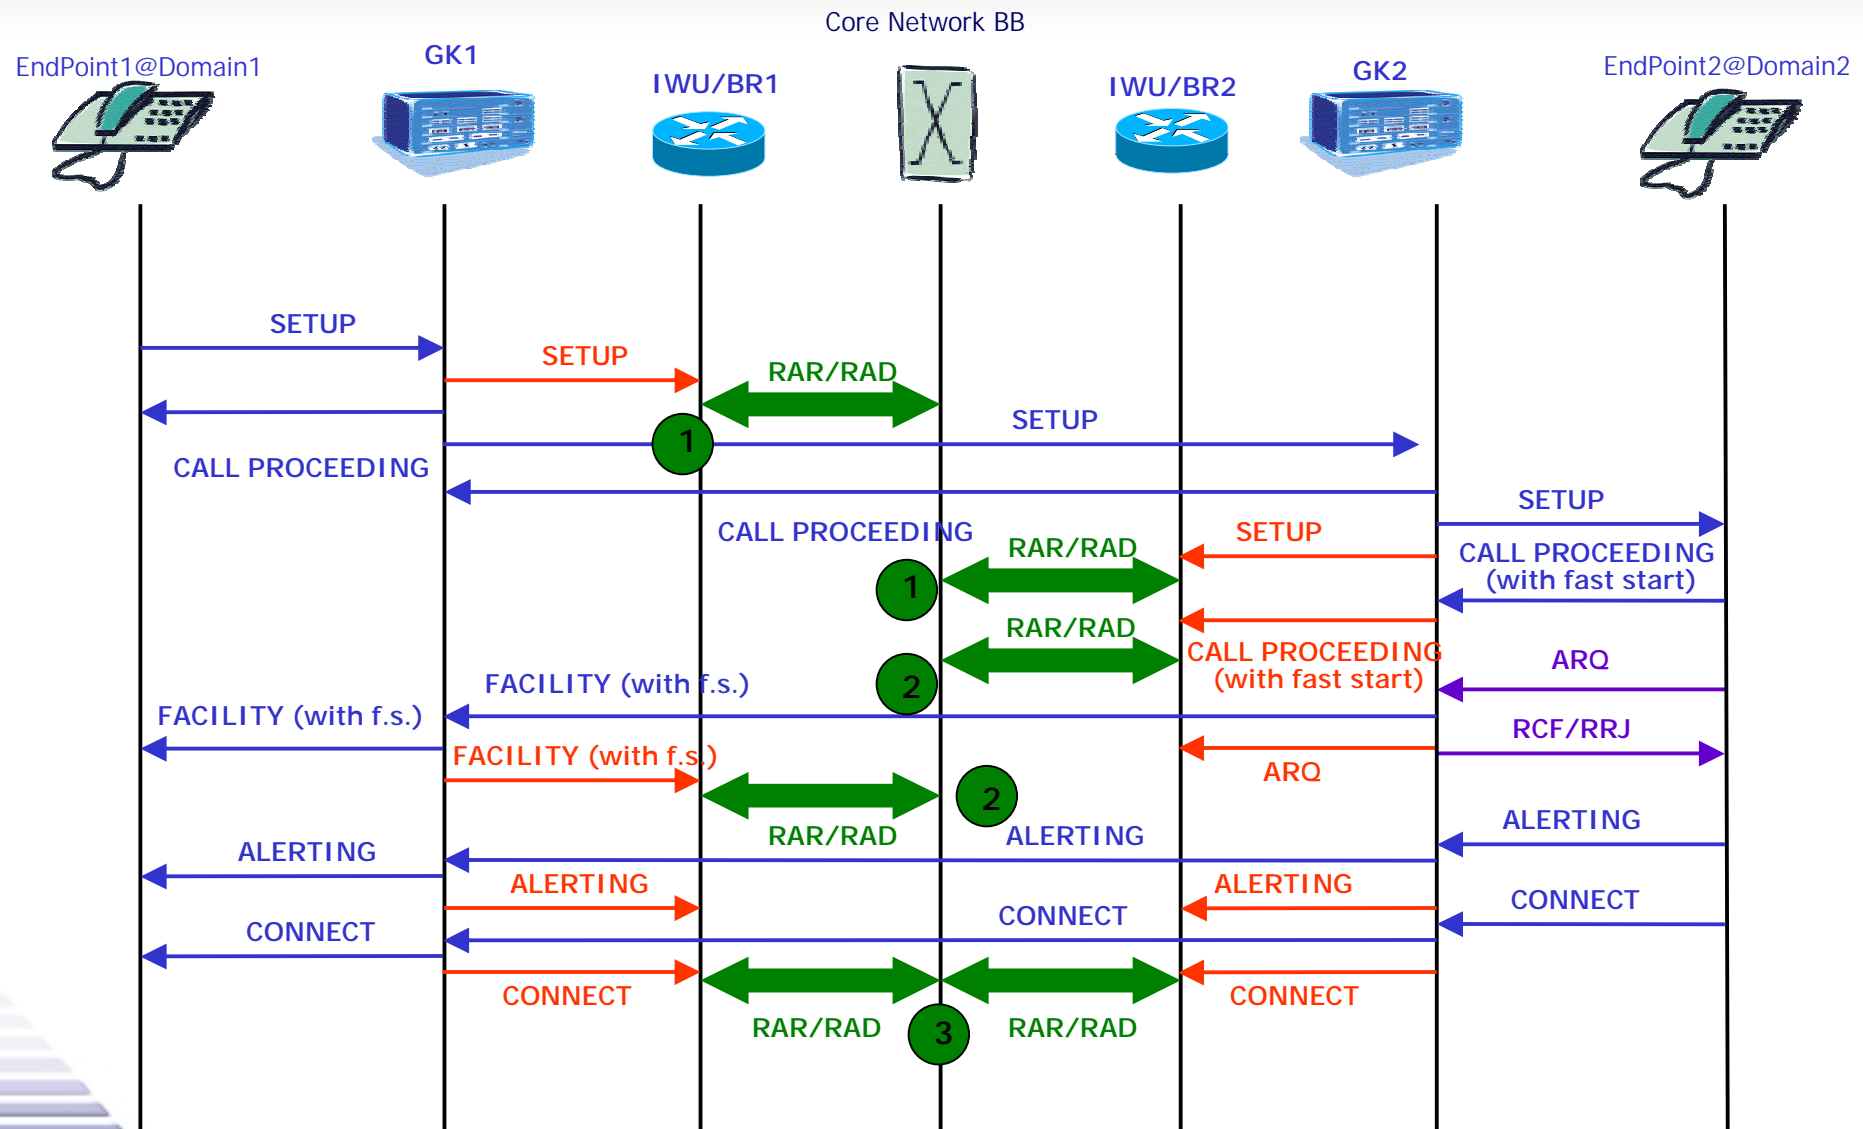 Core Network BB
EndPoint1@Domain1
GK1
IWU/BR1
IWU/BR2
GK2
EndPoint2@Domain2
SETUP
SETUP
RAR/RAD
SETUP
1
CALL PROCEEDING
SETUP
CALL PROCEEDING
RAR/RAD
SETUP
CALL PROCEEDING
(with fast start)
1
RAR/RAD
CALL PROCEEDING
(with fast start)
ARQ
2
FACILITY (with f.s.)
FACILITY (with f.s.)
RCF/RRJ
FACILITY (with f.s.)
ARQ
2
RAR/RAD
ALERTING
ALERTING
ALERTING
ALERTING
ALERTING
CONNECT
CONNECT
CONNECT
CONNECT
CONNECT
RAR/RAD
3
RAR/RAD